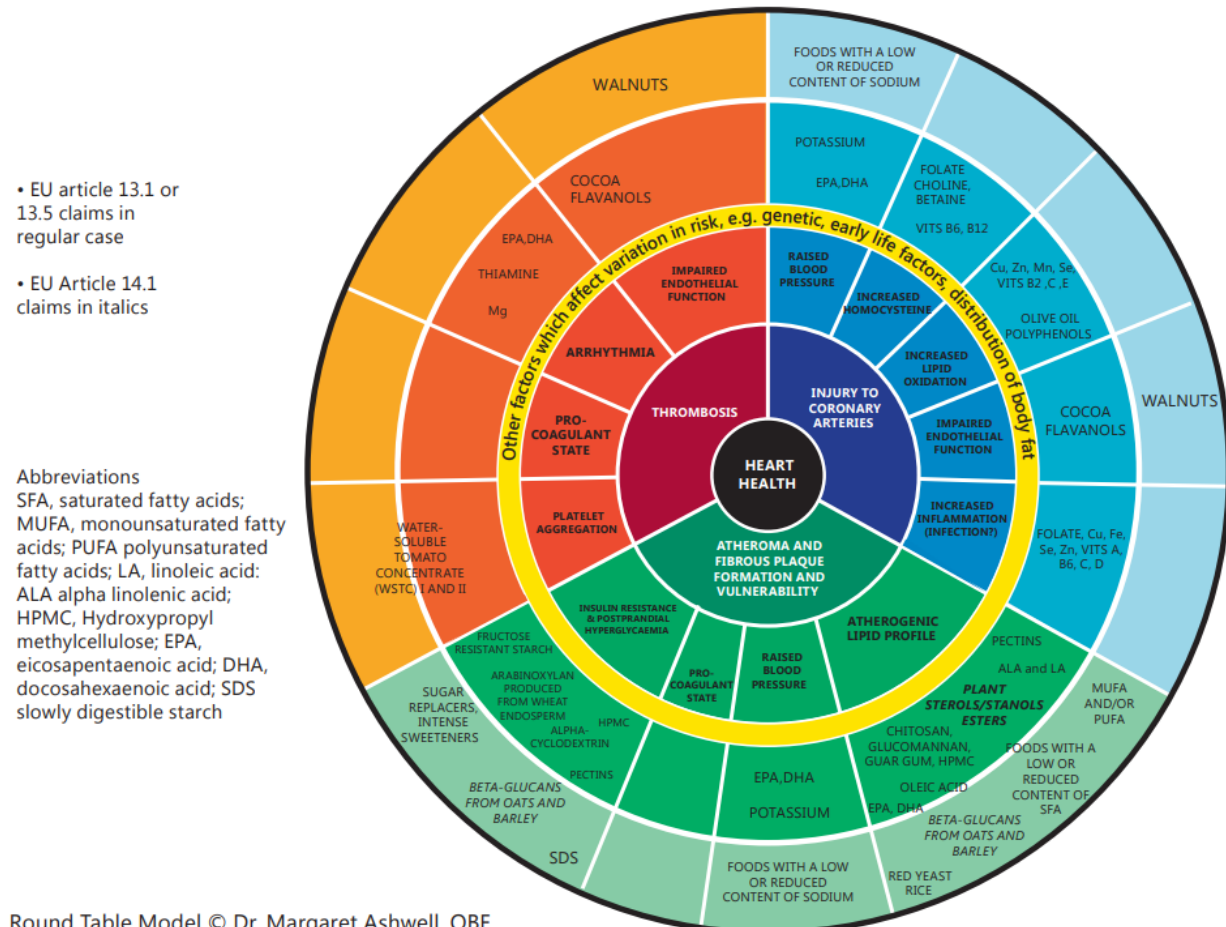 • EU article 13.1 or
13.5 claims in
regular case
• EU Article 14.1
claims in italics
Abbreviations
SFA, saturated fatty acids;
MUFA, monounsaturated fatty
acids; PUFA polyunsaturated
fatty acids; LA, linoleic acid:
ALA alpha linolenic acid;
HPMC, Hydroxypropyl
methylcellulose; EPA,
eicosapentaenoic acid; DHA,
docosahexaenoic acid; SDS
slowly digestible starch
HEART
HEALTH
THROMBOSIS
INJURY TO
CORONARY
ARTERIES
ATHEROMA AND
FIBROUS PLAQUE
FORMATION AND
VULNERABILITY
Other factors which affect variation in risk, e.g. genetic, early life factors, distribution of body fat
RAISED
BLOOD
PRESSURE
INCREASED
HOMOCYSTEINE
INCREASED
LIPID
OXIDATION
IMPAIRED
ENDOTHELIAL
FUNCTION
INCREASED
INFLAMMATION
(INFECTION?)
ATHEROGENIC
LIPID PROFILE
RAISED
BLOOD
PRESSURE
PRO-
COAGULANT
STATE
INSULIN RESISTANCE
& POSTPRANDIAL
HYPERGLYCAEMIA
PLATELET
AGGREGATION
PRO-
COAGULANT
STATE
ARRHYTHMIA
IMPAIRED
ENDOTHELIAL
FUNCTION
POTASSIUM
EPA,DHA
FOLATE
CHOLINE,
BETAINE
VITS B6, B12
Cu, Zn, Mn, Se,
VITS B2 ,C ,E
OLIVE OIL
POLYPHENOLS
COCOA
FLAVANOLS
FOLATE, Cu, Fe,
Se, Zn, VITS A,
B6, C, D
PECTINS
ALA and LA
PLANT
STEROLS/STANOLS
ESTERS
CHITOSAN,
GLUCOMANNAN,
GUAR GUM, HPMC
OLEIC ACID
EPA, DHA
EPA,DHA
POTASSIUM
FRUCTOSE
RESISTANT STARCH
ARABINOXYLAN
PRODUCED
FROM WHEAT
ENDOSPERM
HPMC
ALPHA-
CYCLODEXTRIN
PECTINS
WATER-
SOLUBLE
TOMATO
CONCENTRATE
(WSTC) I AND II
EPA,DHA
THIAMINE
Mg
COCOA
FLAVANOLS
FOODS WITH A LOW
OR REDUCED
CONTENT OF SODIUM
WALNUTS
MUFA
AND/OR
PUFA
FOODS WITH A
LOW OR
REDUCED
CONTENT OF
SFA
BETA-GLUCANS
FROM OATS AND
BARLEY
RED YEAST
RICE
FOODS WITH A LOW
OR REDUCED
CONTENT OF SODIUM
SUGAR
REPLACERS,
INTENSE
SWEETENERS
BETA-GLUCANS
FROM OATS AND
BARLEY
SDS
WALNUTS
Round Table Model © Dr. Margaret Ashwell, OBE